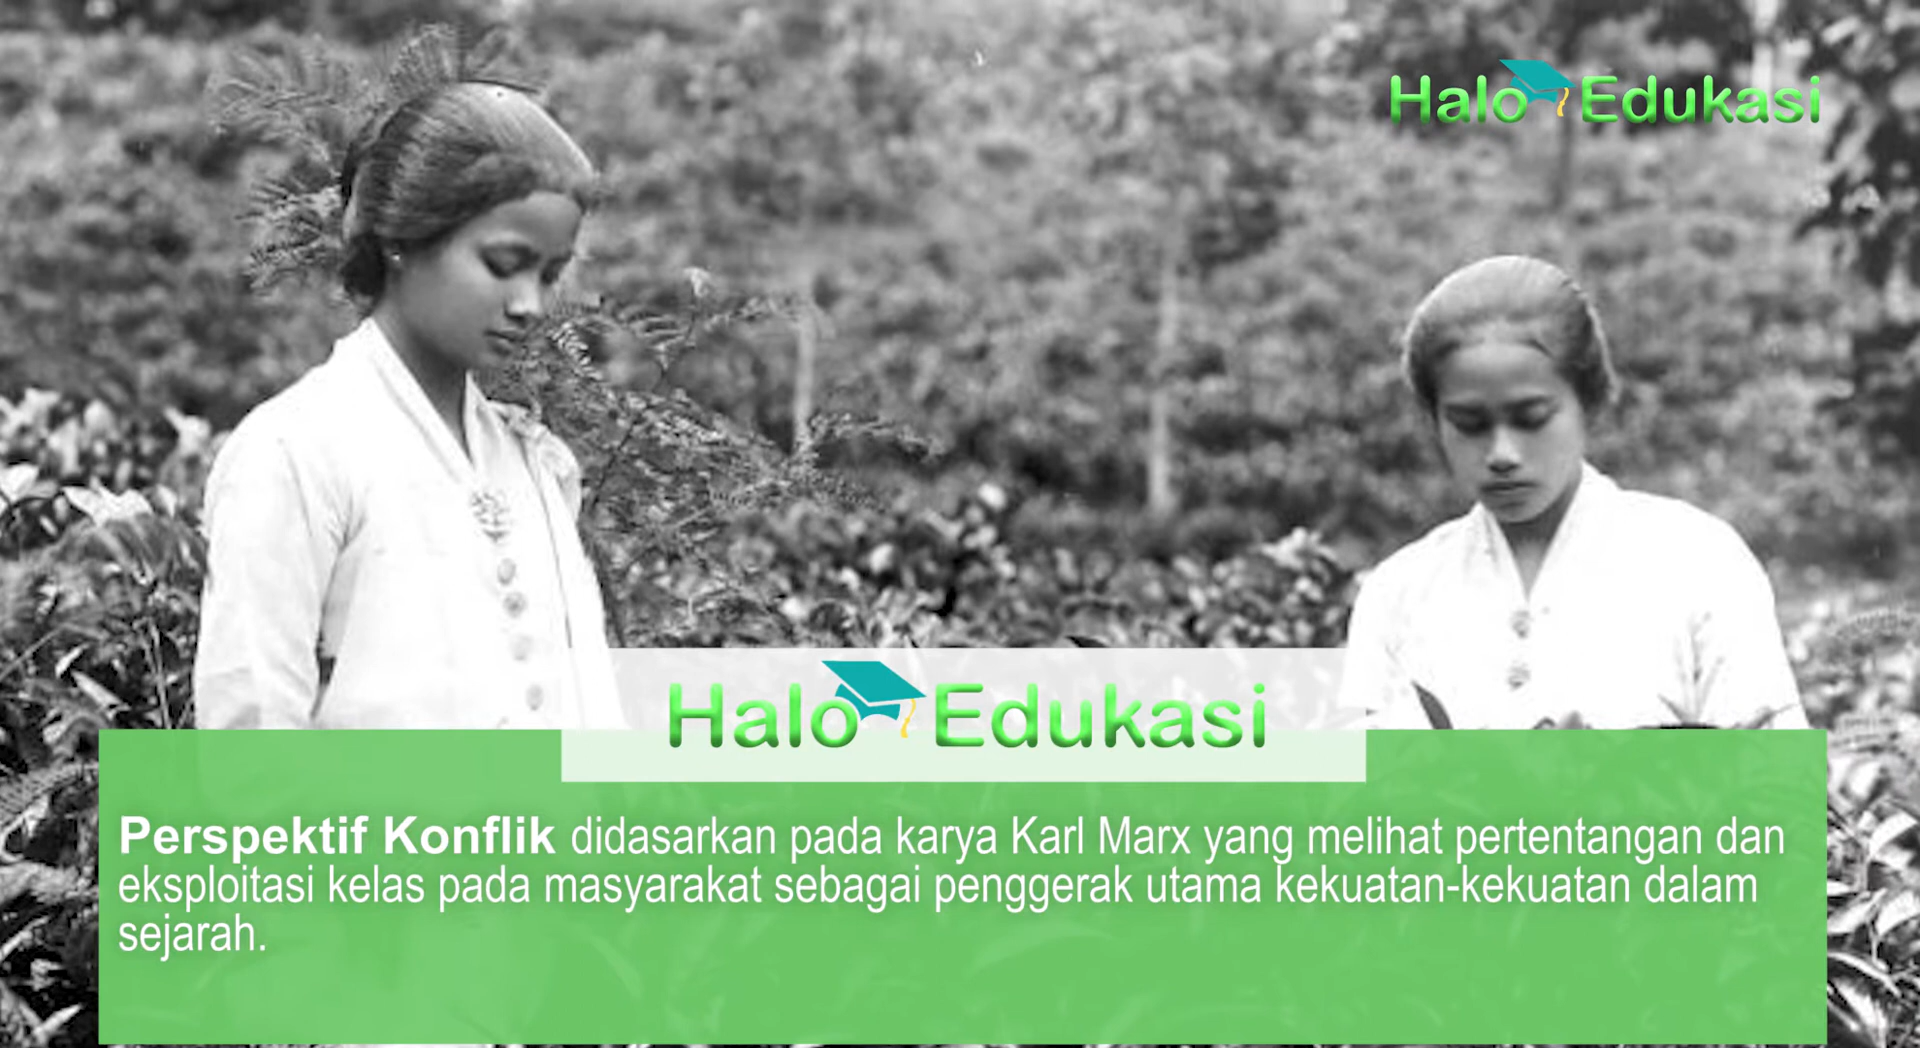 Halo Edukasi
Halo Edukasi
Perspektif Konflik didasarkan pada karya Karl Marx yang melihat pertentangan dan
eksploitasi kelas pada masyarakat sebagai penggerak utama kekuatan-kekuatan dalam
sejarah.